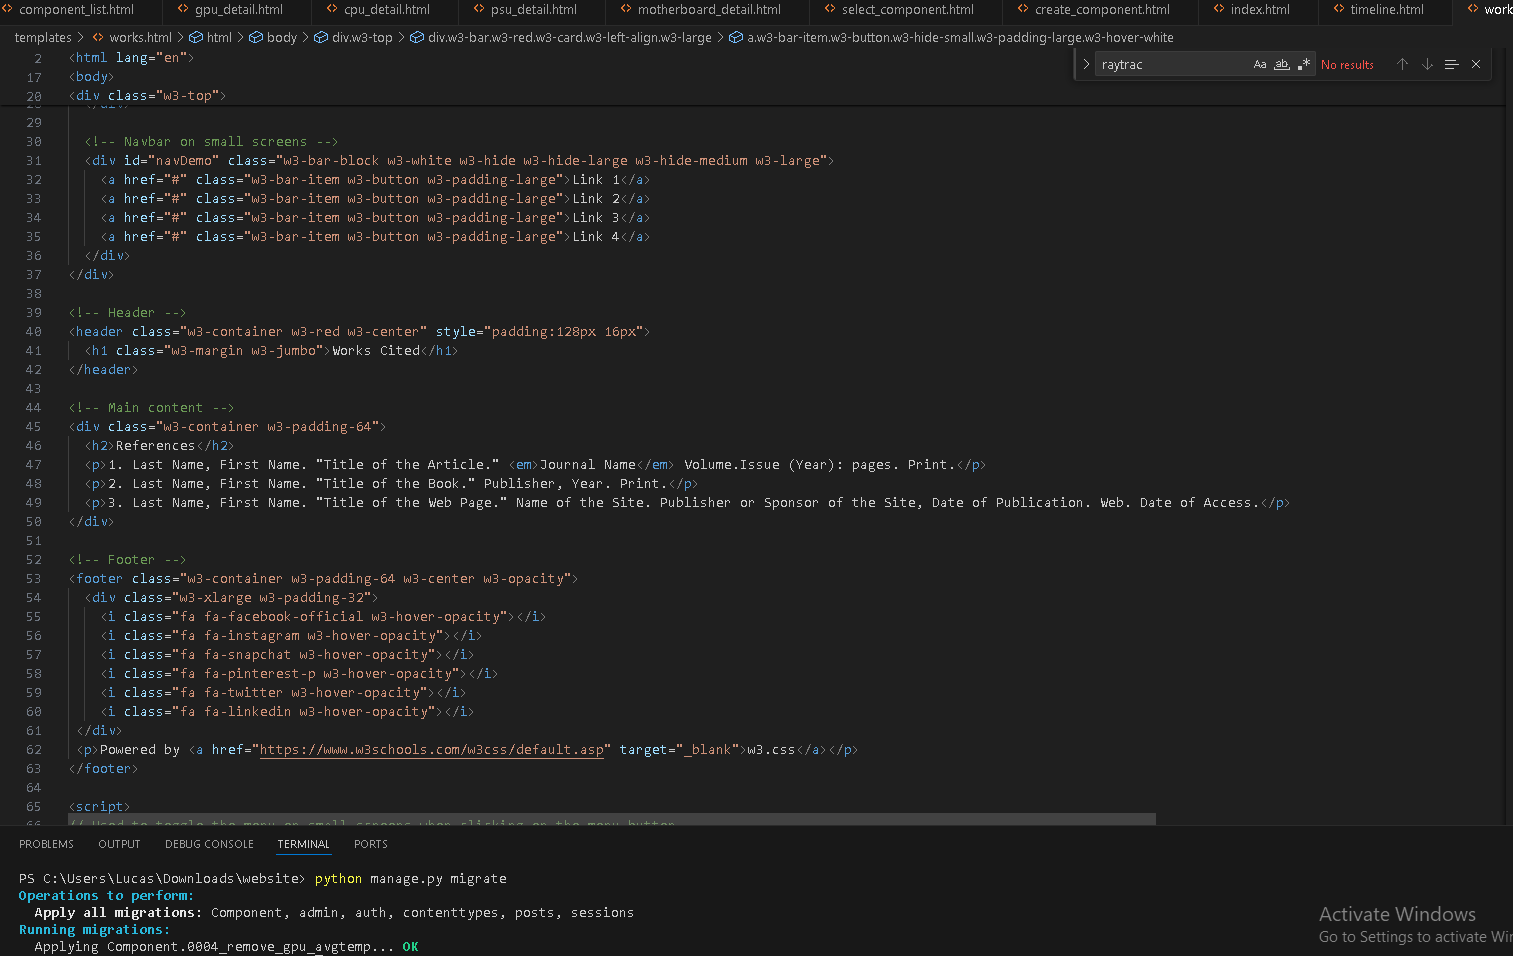 component_list.html gpu_detail.html cpu_detail.html psu_detail.html motherboard_detail.html select_component.html create_component.html index.html timeline.html work
templates > works.html > html > body > div.w3-top > div.w3-bar.w3-red.w3-card.w3-left-align.w3-large > a.w3-bar-item.w3-button.w3-hide-small.w3-padding-large.w3-hover-white
raytrac Aa ab .* No results
2 <html lang="en">
17 <body>
20 <div class="w3-top">
28 </div>
29
30 <!-- Navbar on small screens -->
31 <div id="navDemo" class="w3-bar-block w3-white w3-hide w3-hide-large w3-hide-medium w3-large">
32 <a href="#" class="w3-bar-item w3-button w3-padding-large">Link 1</a>
33 <a href="#" class="w3-bar-item w3-button w3-padding-large">Link 2</a>
34 <a href="#" class="w3-bar-item w3-button w3-padding-large">Link 3</a>
35 <a href="#" class="w3-bar-item w3-button w3-padding-large">Link 4</a>
36 </div>
37 </div>
38
39 <!-- Header -->
40 <header class="w3-container w3-red w3-center" style="padding:128px 16px">
41 <h1 class="w3-margin w3-jumbo">Works Cited</h1>
42 </header>
43
44 <!-- Main content -->
45 <div class="w3-container w3-padding-64">
46 <h2>References</h2>
47 <p>1. Last Name, First Name. "Title of the Article." <em>Journal Name</em> Volume.Issue (Year): pages. Print.</p>
48 <p>2. Last Name, First Name. "Title of the Book." Publisher, Year. Print.</p>
49 <p>3. Last Name, First Name. "Title of the Web Page." Name of the Site. Publisher or Sponsor of the Site, Date of Publication. Web. Date of Access.</p>
50 </div>
51
52 <!-- Footer -->
53 <footer class="w3-container w3-padding-64 w3-center w3-opacity">
54 <div class="w3-xlarge w3-padding-32">
55 <i class="fa fa-facebook-official w3-hover-opacity"></i>
56 <i class="fa fa-instagram w3-hover-opacity"></i>
57 <i class="fa fa-snapchat w3-hover-opacity"></i>
58 <i class="fa fa-pinterest-p w3-hover-opacity"></i>
59 <i class="fa fa-twitter w3-hover-opacity"></i>
60 <i class="fa fa-linkedin w3-hover-opacity"></i>
61 </div>
62 <p>Powered by <a href="https://www.w3schools.com/w3css/default.asp" target="_blank">w3.css</a></p>
63 </footer>
64
65 <script>
66 // Used to toggle the menu on small screens when clicking on the menu button
PROBLEMS OUTPUT DEBUG CONSOLE TERMINAL PORTS
PS C:\Users\Lucas\Downloads\website> python manage.py migrate
Operations to perform:
Apply all migrations: Component, admin, auth, contenttypes, posts, sessions
Running migrations:
Applying Component.0004_remove_gpu_avgtemp... OK
Activate Windows
Go to Settings to activate Wi